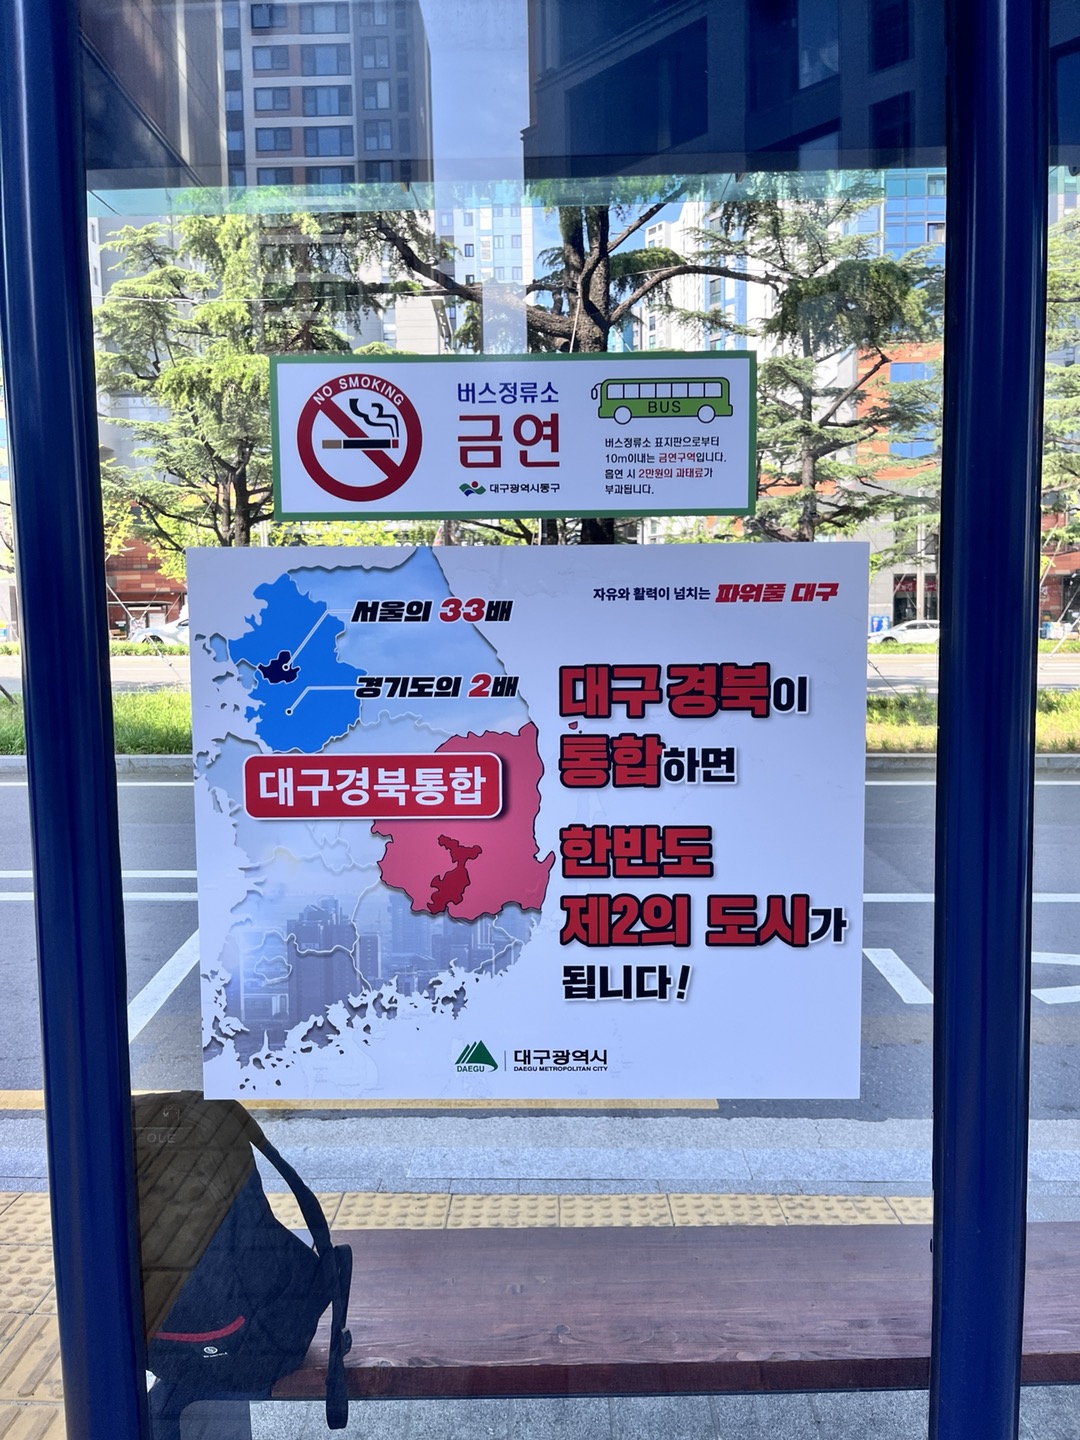 NO SMOKING
버스정류소
금연
대구광역시동구
BUS
버스정류소 표지판으로부터
10m이내는 금연구역입니다.
흡연 시 2만원의 과태료가
부과됩니다.
자유와 활력이 넘치는 파워풀 대구
서울의 33배
경기도의 2배
대구경북통합
대구경북이
통합하면
한반도
제2의 도시가
됩니다!
DAEGU
대구광역시
DAEGU METROPOLITAN CITY